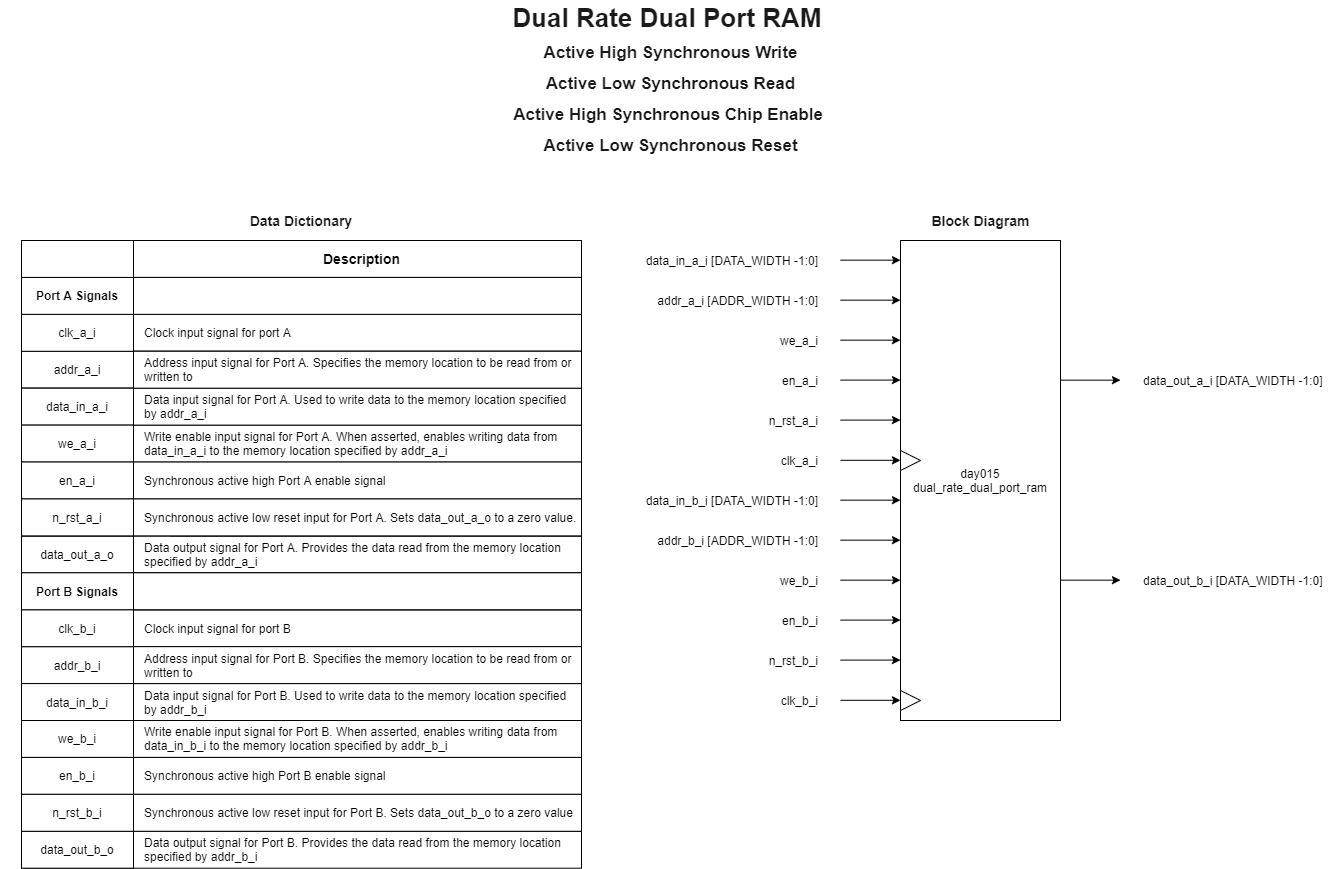 Dual Rate Dual Port RAM
Active High Synchronous Write
Active Low Synchronous Read
Active High Synchronous Chip Enable
Active Low Synchronous Reset
Data Dictionary
Description
Port A Signals
clk_a_i
Clock input signal for port A
addr_a_i
Address input signal for Port A. Specifies the memory location to be read from or
written to
data_in_a_i
Data input signal for Port A. Used to write data to the memory location specified
by addr_a_i
we_a_i
Write enable input signal for Port A. When asserted, enables writing data from
data_in_a_i to the memory location specified by addr_a_i
en_a_i
Synchronous active high Port A enable signal
n_rst_a_i
Synchronous active low reset input for Port A. Sets data_out_a_o to a zero value.
data_out_a_o
Data output signal for Port A. Provides the data read from the memory location
specified by addr_a_i
Port B Signals
clk_b_i
Clock input signal for port B
addr_b_i
Address input signal for Port B. Specifies the memory location to be read from or
written to
data_in_b_i
Data input signal for Port B. Used to write data to the memory location specified
by addr_b_i
we_b_i
Write enable input signal for Port B. When asserted, enables writing data from
data_in_b_i to the memory location specified by addr_b_i
en_b_i
Synchronous active high Port B enable signal
n_rst_b_i
Synchronous active low reset input for Port B. Sets data_out_b_o to a zero value
data_out_b_o
Data output signal for Port B. Provides the data read from the memory location
specified by addr_b_i
Block Diagram
data_in_a_i [DATA_WIDTH -1:0]
addr_a_i [ADDR_WIDTH -1:0]
we_a_i
en_a_i
n_rst_a_i
clk_a_i
data_in_b_i [DATA_WIDTH -1:0]
addr_b_i [ADDR_WIDTH -1:0]
we_b_i
en_b_i
n_rst_b_i
clk_b_i
day015
dual_rate_dual_port_ram
data_out_a_i [DATA_WIDTH -1:0]
data_out_b_i [DATA_WIDTH -1:0]